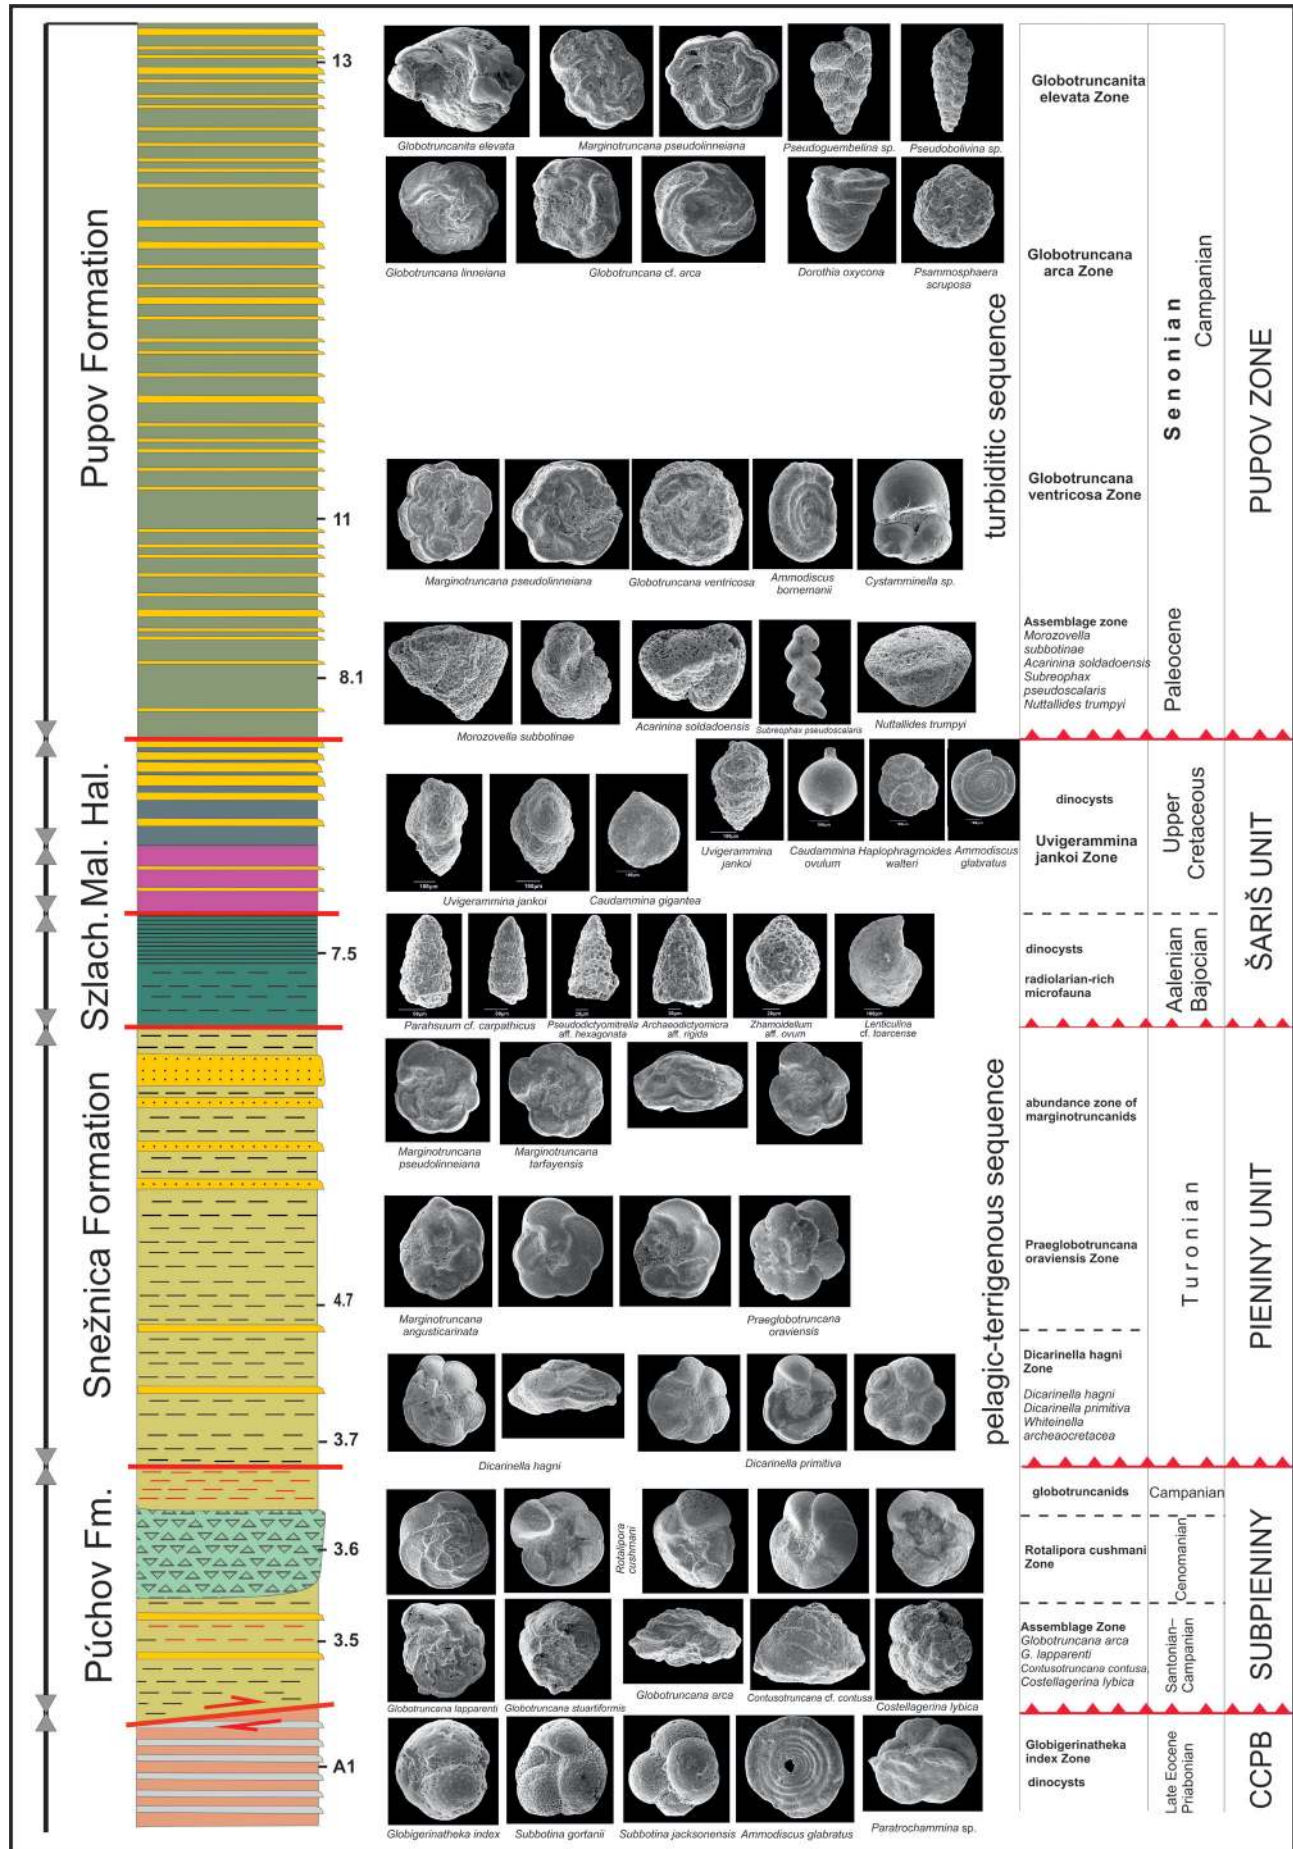 Pupov Formation
Hal.
Mal.
Szlach.
Snežnica Formation
Púchov Fm.
13
11
8.1
7.5
4.7
3.7
3.6
3.5
A1
Globotruncanita elevata
Marginotruncana pseudolinneiana
Pseudoguembelina sp.
Pseudobolivina sp.
Globotruncana linneiana
Globotruncana cf. arca
Dorothia oxycona
Psammosphaera
scruposa
Marginotruncana pseudolinneiana
Globotruncana ventricosa
Ammodiscus
bornemanii
Cystamminella sp.
Morozovella subbotinae
Acarinina soldadoensis
Subreophax pseudoscalaris
Nuttallides trumpyi
Uvigerammina jankoi
Caudammina gigantea
Uvigerammina
jankoi
Caudammina
ovulum
Haplophragmoides
walteri
Ammodiscus
glabratus
Parahsuum cf. carpathicus
Pseudodictyomitrella
aff. hexagonata
Archaeodictyomicra
aff. rigida
Zhamoidellum
aff. ovum
Lenticulina
cf. toarcense
Marginotruncana
pseudolinneiana
Marginotruncana
tarfayensis
Marginotruncana
angusticarinata
Praeglobotruncana
oraviensis
Dicarinella hagni
Dicarinella primitiva
Rotalipora
cushmani
Globotruncana lapparenti
Globotruncana stuartiformis
Globotruncana arca
Contusotruncana cf. contusa
Costellagerina lybica
Globigerinatheka index
Subbotina gortanii
Subbotina jacksonensis
Ammodiscus glabratus
Paratrochammina sp.
turbiditic sequence
pelagic-terrigenous sequence
Globotruncanita
elevata Zone
Globotruncana
arca Zone
Globotruncana
ventricosa Zone
Assemblage zone
Morozovella
subbotinae
Acarinina soldadoensis
Subreophax
pseudoscalaris
Nuttallides trumpyi
dinocysts
Uvigerammina
jankoi Zone
dinocysts
radiolarian-rich
microfauna
abundance zone of
marginotruncanids
Praeglobotruncana
oraviensis Zone
Dicarinella hagni
Zone
Dicarinella hagni
Dicarinella primitiva
Whiteinella
archeaocretacea
globotruncanids
Rotalipora cushmani
Zone
Assemblage Zone
Globotruncana arca
G. lapparenti
Contusotruncana contusa,
Costellagerina lybica
Globigerinatheka
index Zone
dinocysts
Senonian
Campanian
Paleocene
Upper
Cretaceous
Aalenian
Bajocian
Turonian
Campanian
Cenomanian
Santonian–
Campanian
Late Eocene
Priabonian
PUPOV ZONE
ŠARIŠ UNIT
PIENINY UNIT
SUBPIENINY
CCPB